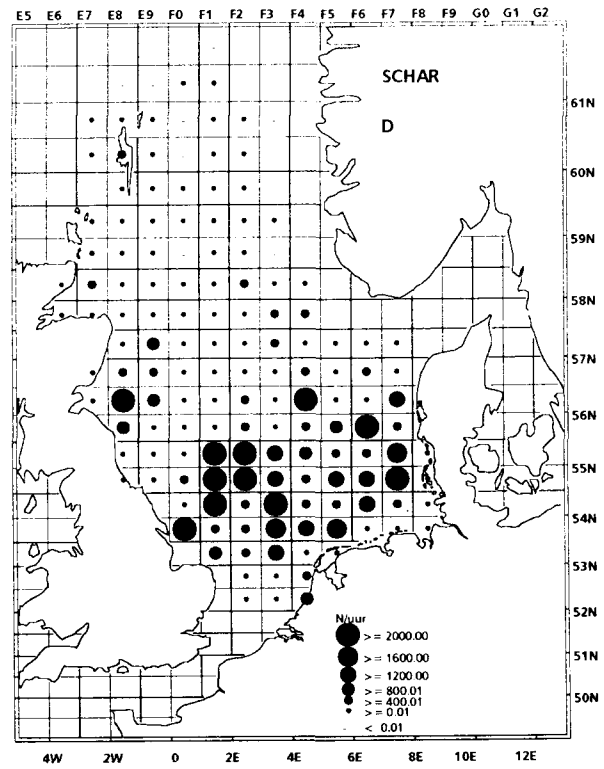 E5 E6 E7 E8 E9 F0 F1 F2 F3 F4 F5 F6 F7 F8 F9 G0 G1 G2
SCHAR
D
61N
60N
59N
58N
57N
56N
55N
54N
53N
52N
51N
50N
N/uur
>= 2000.00
>= 1600.00
>= 1200.00
>= 800.01
>= 400.01
>= 0.01
< 0.01
4W 2W 0 2E 4E 6E 8E 10E 12E